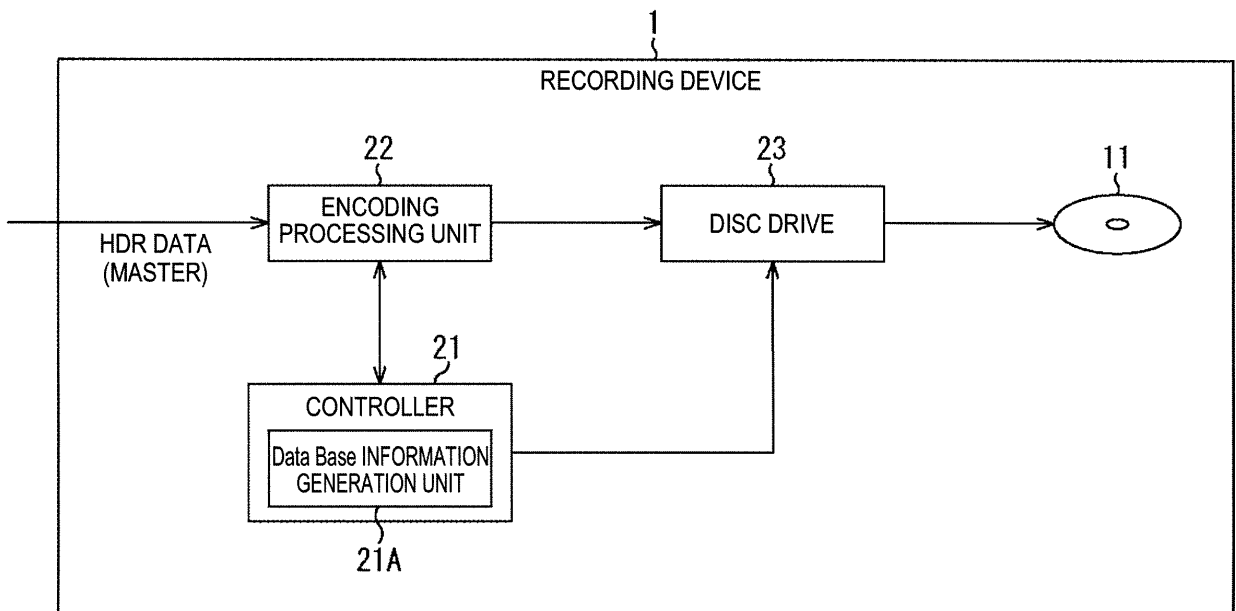 1
RECORDING DEVICE
22
23
11
ENCODING
PROCESSING UNIT
DISC DRIVE
HDR DATA
(MASTER)
21
CONTROLLER
Data Base INFORMATION
GENERATION UNIT
21A